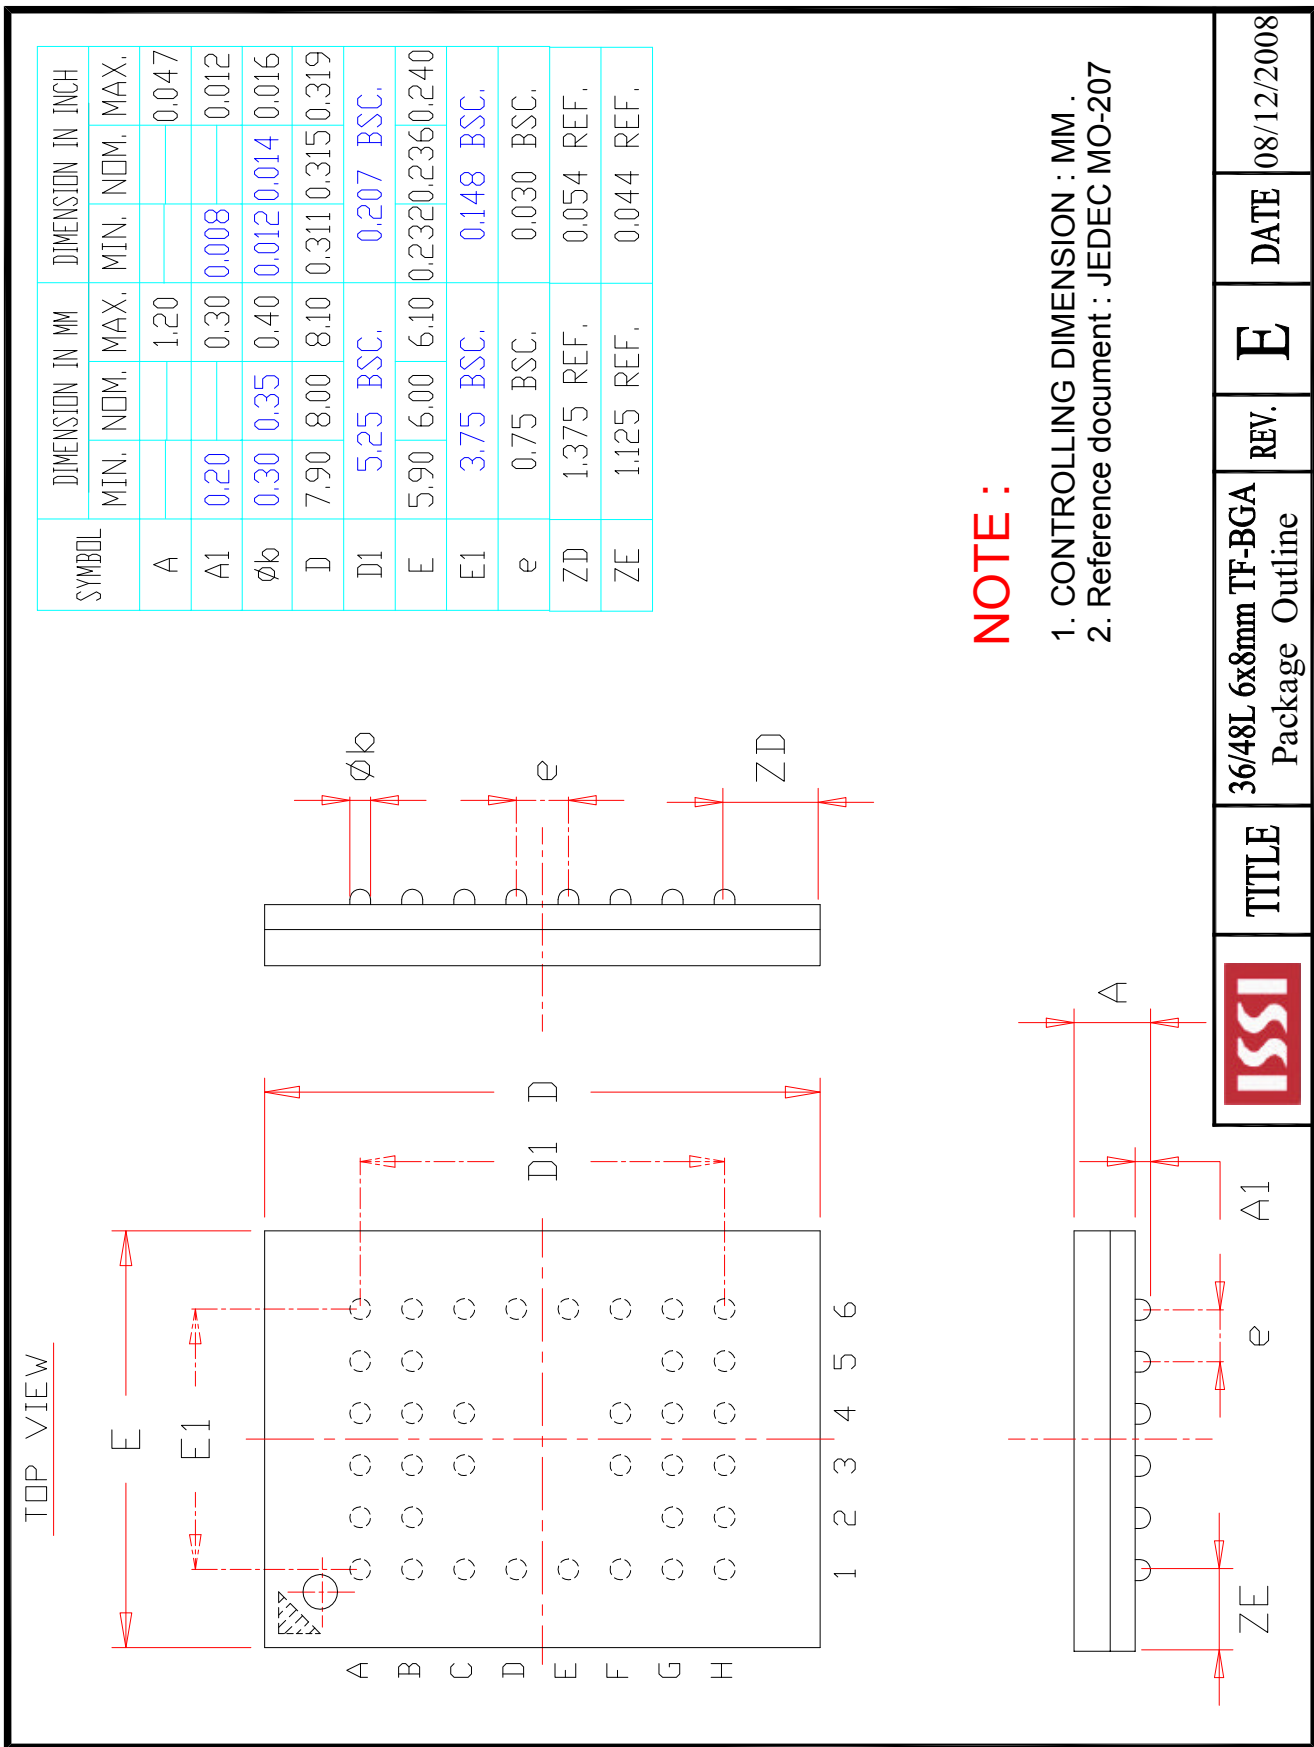 TOP VIEW
E
E1
D
D1
A
B
C
D
E
F
G
H
1 2 3 4 5 6
Øb
e
ZD
ZE
e
A1
A
SYMBOL DIMENSION IN MM DIMENSION IN INCH
MIN. NOM. MAX. MIN. NOM. MAX.
A 1.20 0.047
A1 0.20 0.30 0.008 0.012
Øb 0.30 0.35 0.40 0.012 0.014 0.016
D 7.90 8.00 8.10 0.311 0.315 0.319
D1 5.25 BSC. 0.207 BSC.
E 5.90 6.00 6.10 0.232 0.236 0.240
E1 3.75 BSC. 0.148 BSC.
e 0.75 BSC. 0.030 BSC.
ZD 1.375 REF. 0.054 REF.
ZE 1.125 REF. 0.044 REF.
NOTE :
1. CONTROLLING DIMENSION : MM .
2. Reference document : JEDEC MO-207
ISSI
TITLE
36/48L 6x8mm TF-BGA
Package Outline
REV.
E
DATE
08/12/2008